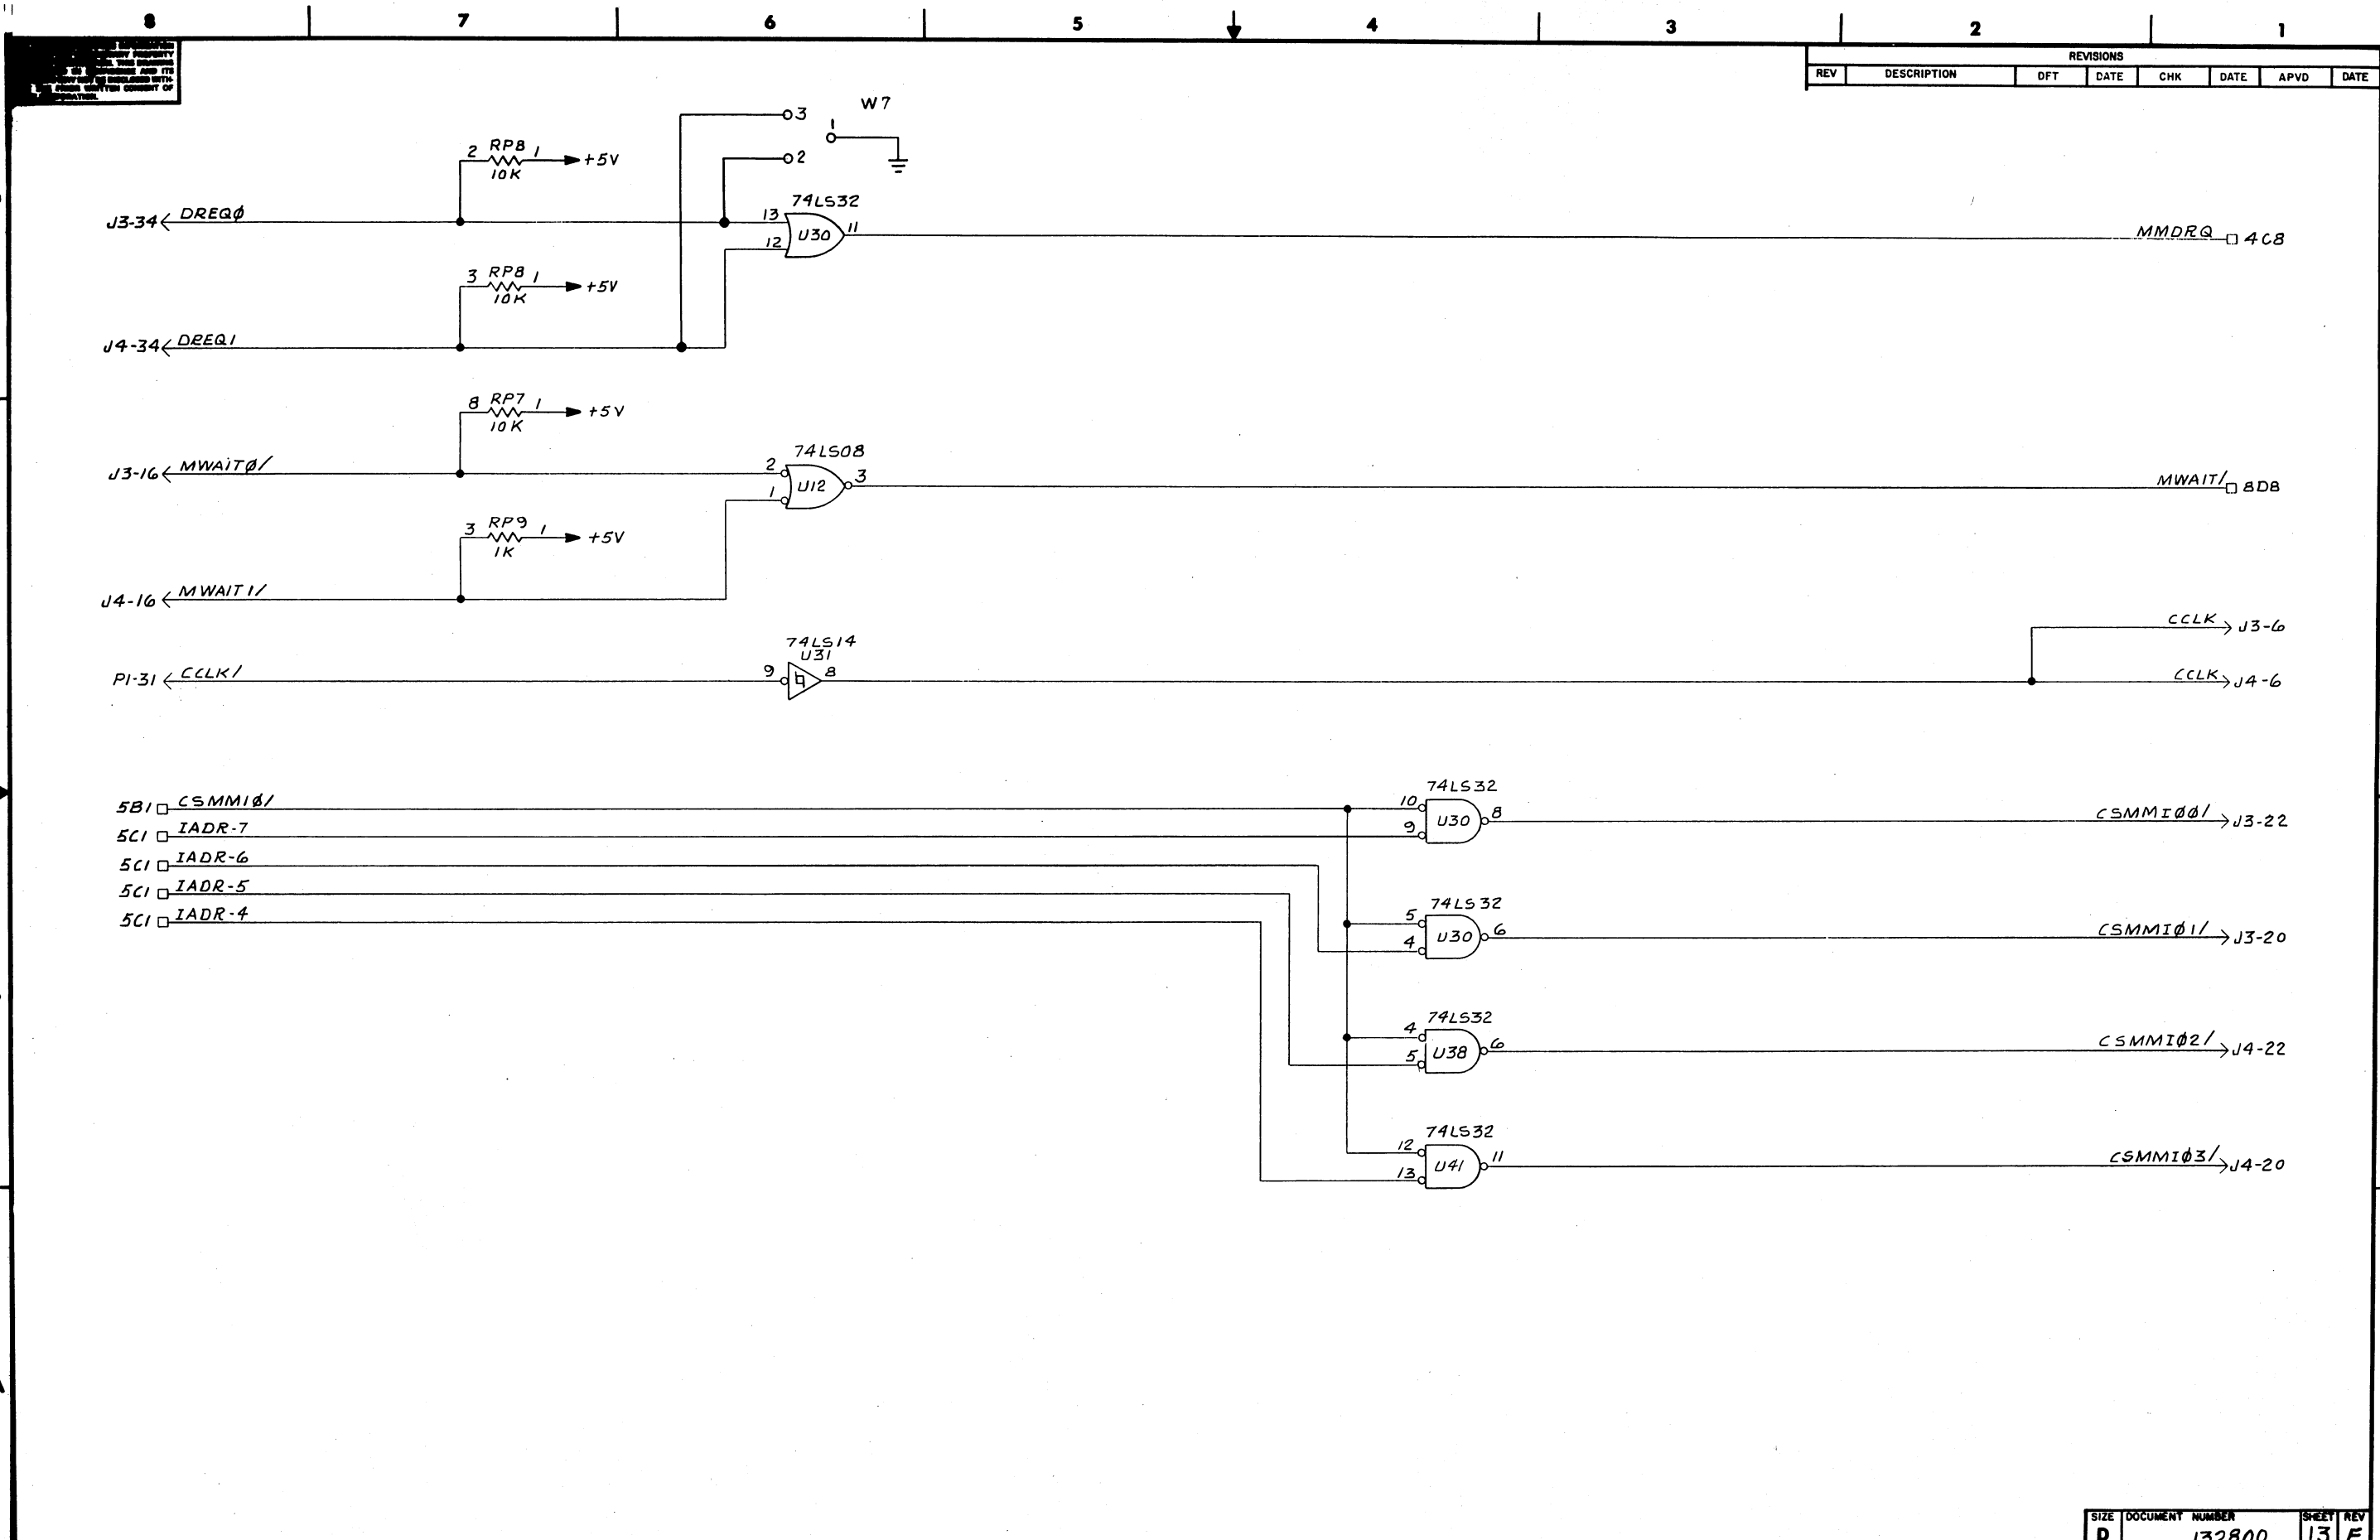 8 7 6 5 4 3 2 1
REVISIONS
REV DESCRIPTION DFT DATE CHK DATE APVD DATE
WRITTEN CONSENT OF
W7
3
1
2
2 RP8 1 +5V
10K
74LS32
J3-34 DREQØ
13
12
U30
11
MMDRQ 4C8
3 RP8 1 +5V
10K
J4-34 DREQ1
8 RP7 1 +5V
10K
74LS08
J3-16 MWAITØ/
2
1
U12
3
MWAIT/ 8D8
3 RP9 1 +5V
1K
J4-16 MWAIT1/
CCLK J3-6
74LS14
U31
P1-31 CCLK/
9 8
CCLK J4-6
74LS32
5B1 CSMMIØ/
10
9
U30
8
CSMMIØØ/ J3-22
5C1 IADR-7
5C1 IADR-6
5C1 IADR-5
5C1 IADR-4
74LS32
5
4
U30
6
CSMMIØ1/ J3-20
74LS32
4
5
U38
6
CSMMIØ2/ J4-22
74LS32
12
13
U41
11
CSMMIØ3/ J4-20
SIZE DOCUMENT NUMBER SHEET REV
D 132800 13 E